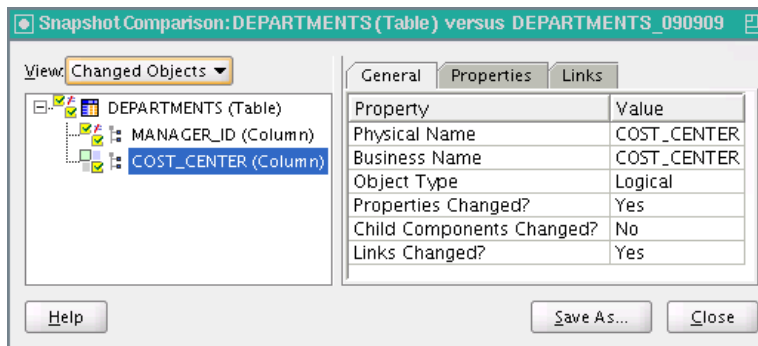 Snapshot Comparison: DEPARTMENTS (Table) versus DEPARTMENTS_090909
View: Changed Objects
DEPARTMENTS (Table)
MANAGER_ID (Column)
COST_CENTER (Column)
General Properties Links
Property Value
Physical Name COST_CENTER
Business Name COST_CENTER
Object Type Logical
Properties Changed? Yes
Child Components Changed? No
Links Changed? Yes
Help Save As... Close